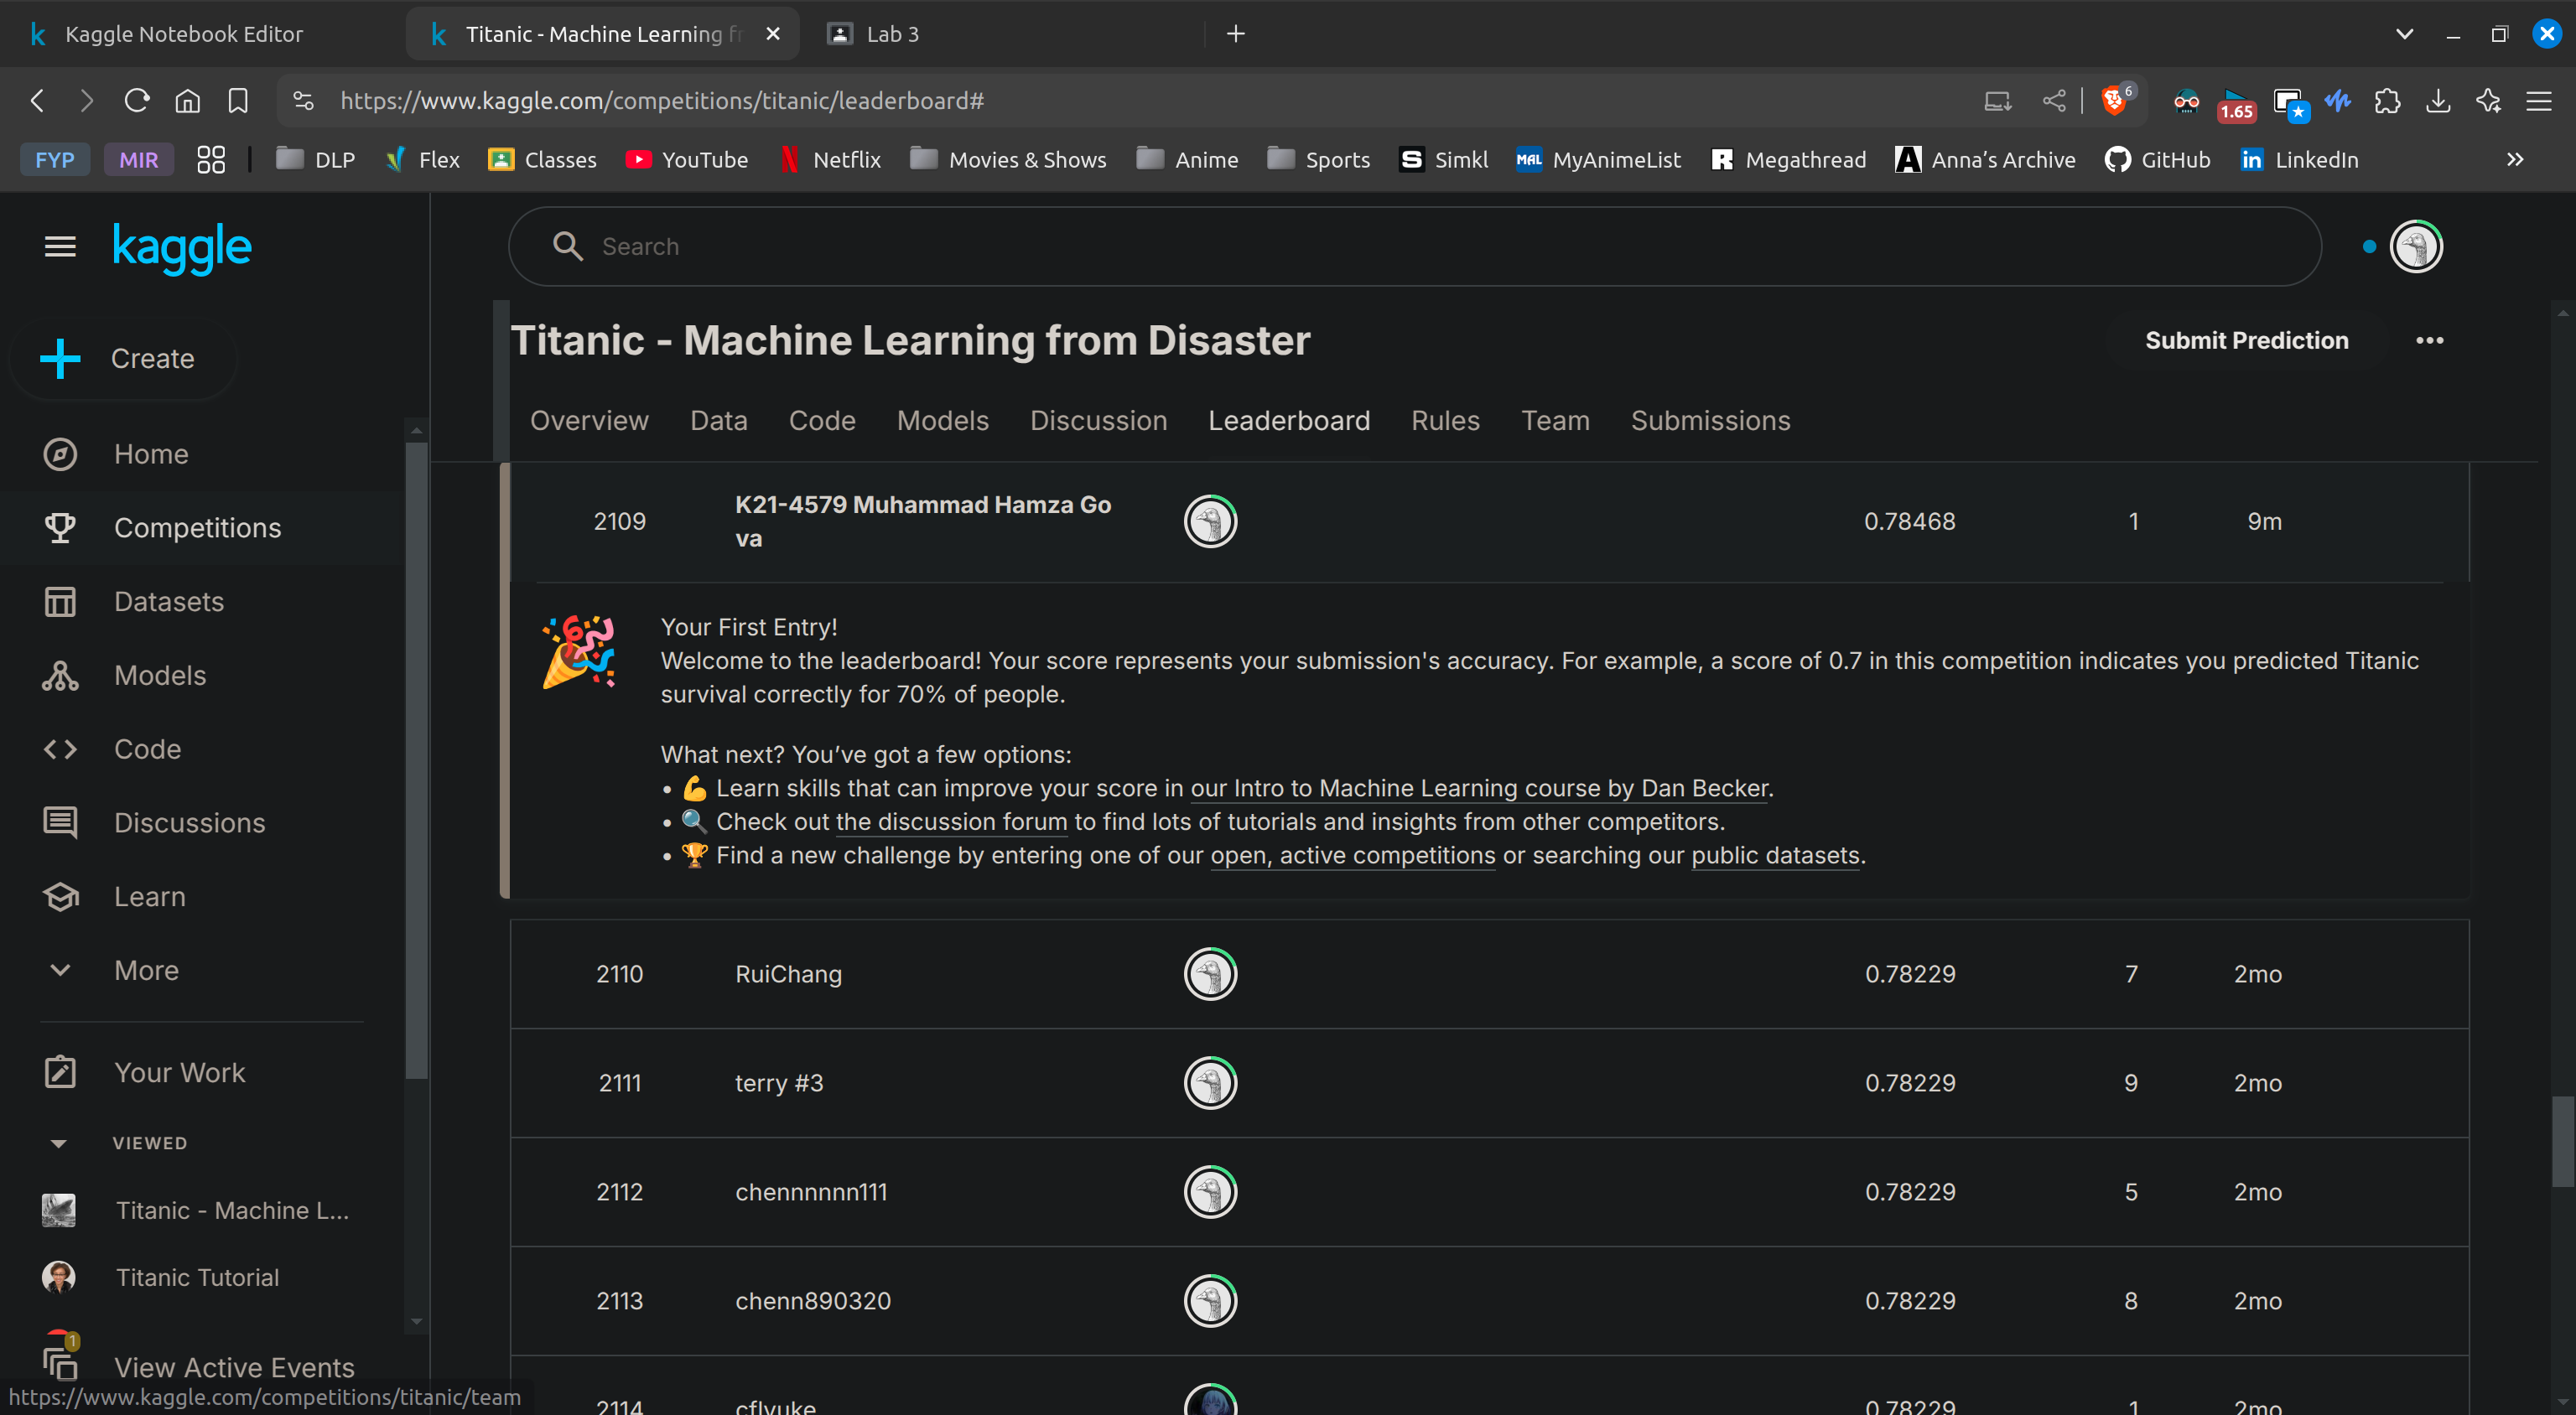 Kaggle Notebook Editor
Titanic - Machine Learning fr
Lab 3
https://www.kaggle.com/competitions/titanic/leaderboard#
6
1.65
FYP
MIR
DLP
Flex
Classes
YouTube
Netflix
Movies & Shows
Anime
Sports
Simkl
MAL
MyAnimeList
Megathread
Anna’s Archive
GitHub
LinkedIn
kaggle
Search
Create
Home
Competitions
Datasets
Models
Code
Discussions
Learn
More
Your Work
VIEWED
Titanic - Machine L...
Titanic Tutorial
1
View Active Events
https://www.kaggle.com/competitions/titanic/team
Titanic - Machine Learning from Disaster
Submit Prediction
Overview Data Code Models Discussion Leaderboard Rules Team Submissions
2109 K21-4579 Muhammad Hamza Go 0.78468 1 9m
va
Your First Entry!
Welcome to the leaderboard! Your score represents your submission's accuracy. For example, a score of 0.7 in this competition indicates you predicted Titanic
survival correctly for 70% of people.
What next? You’ve got a few options:
• 💪 Learn skills that can improve your score in our Intro to Machine Learning course by Dan Becker.
• 🔍 Check out the discussion forum to find lots of tutorials and insights from other competitors.
• 🏆 Find a new challenge by entering one of our open, active competitions or searching our public datasets.
2110 RuiChang 0.78229 7 2mo
2111 terry #3 0.78229 9 2mo
2112 chennnnnn111 0.78229 5 2mo
2113 chenn890320 0.78229 8 2mo
2114 cflyuke 0.78229 1 2mo